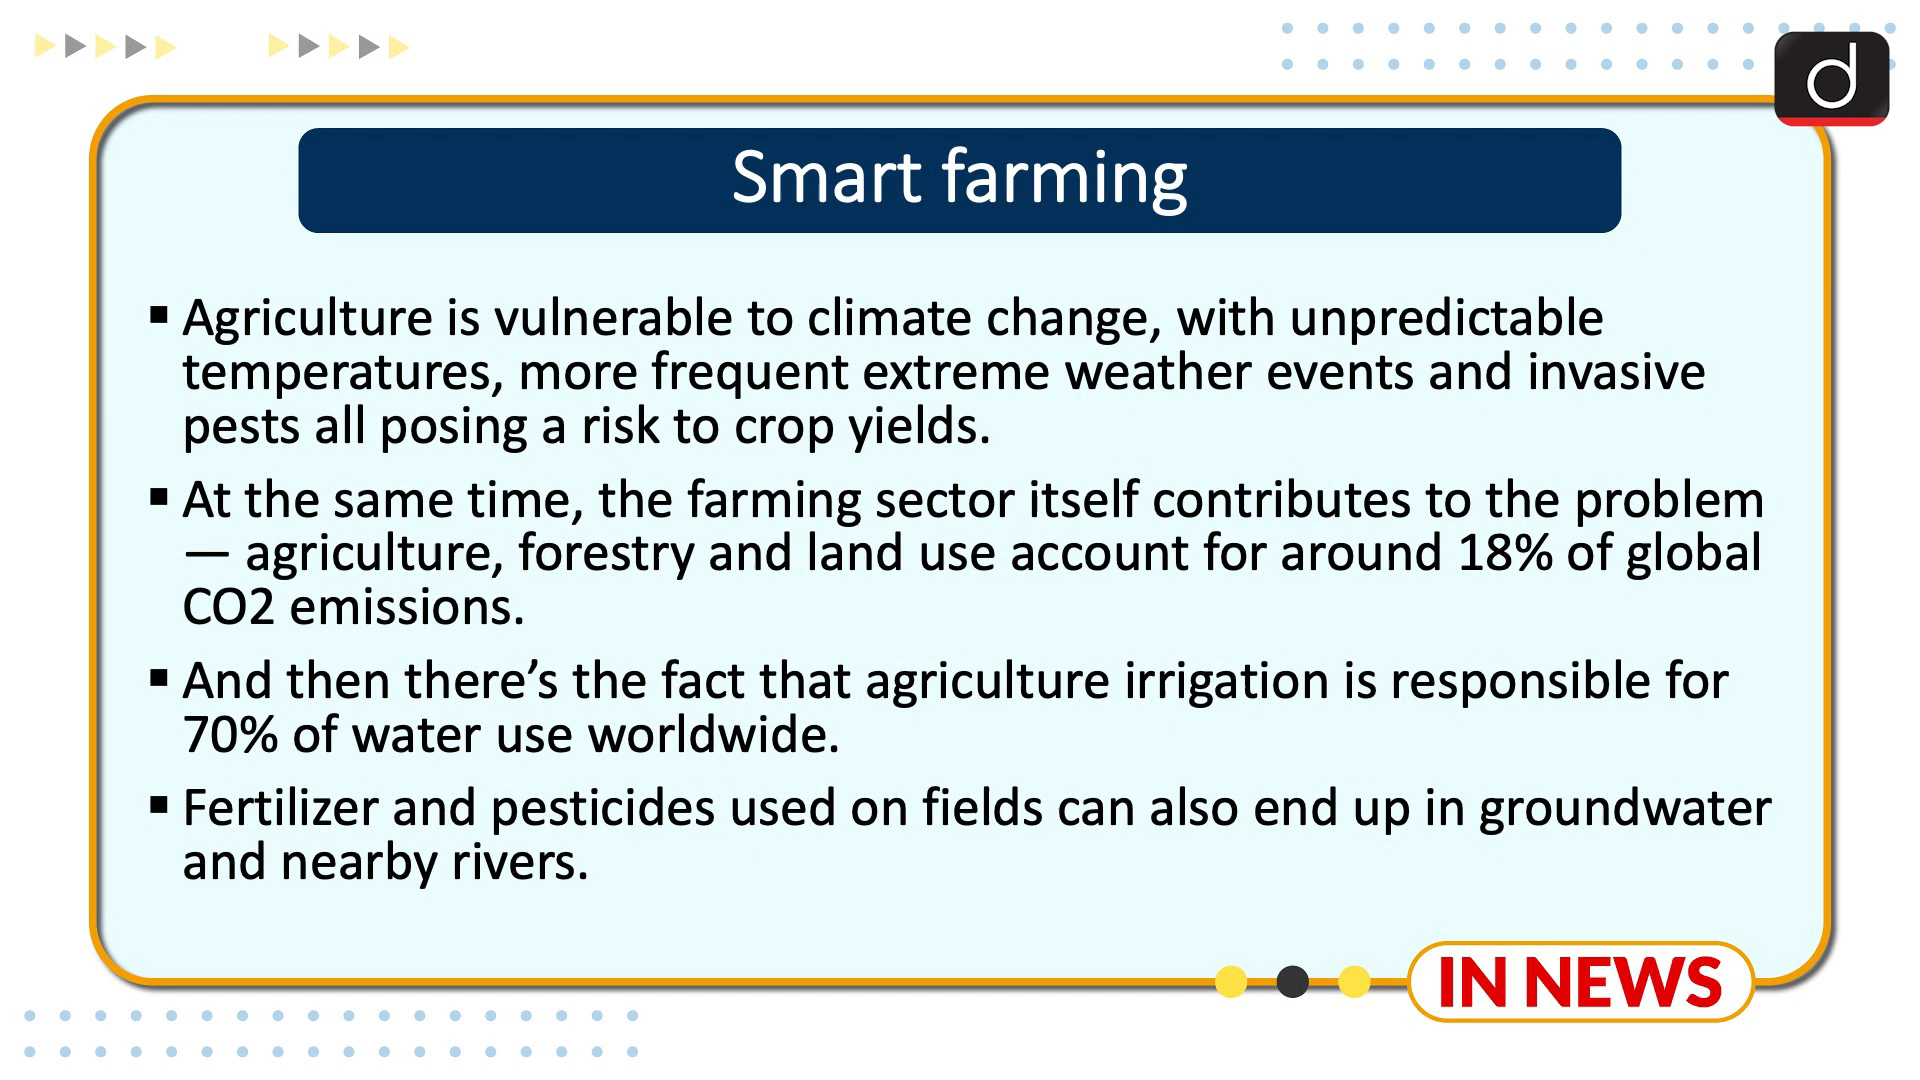 d
Smart farming
▪ Agriculture is vulnerable to climate change, with unpredictable
temperatures, more frequent extreme weather events and invasive
pests all posing a risk to crop yields.
▪ At the same time, the farming sector itself contributes to the problem
— agriculture, forestry and land use account for around 18% of global
CO2 emissions.
▪ And then there’s the fact that agriculture irrigation is responsible for
70% of water use worldwide.
▪ Fertilizer and pesticides used on fields can also end up in groundwater
and nearby rivers.
IN NEWS